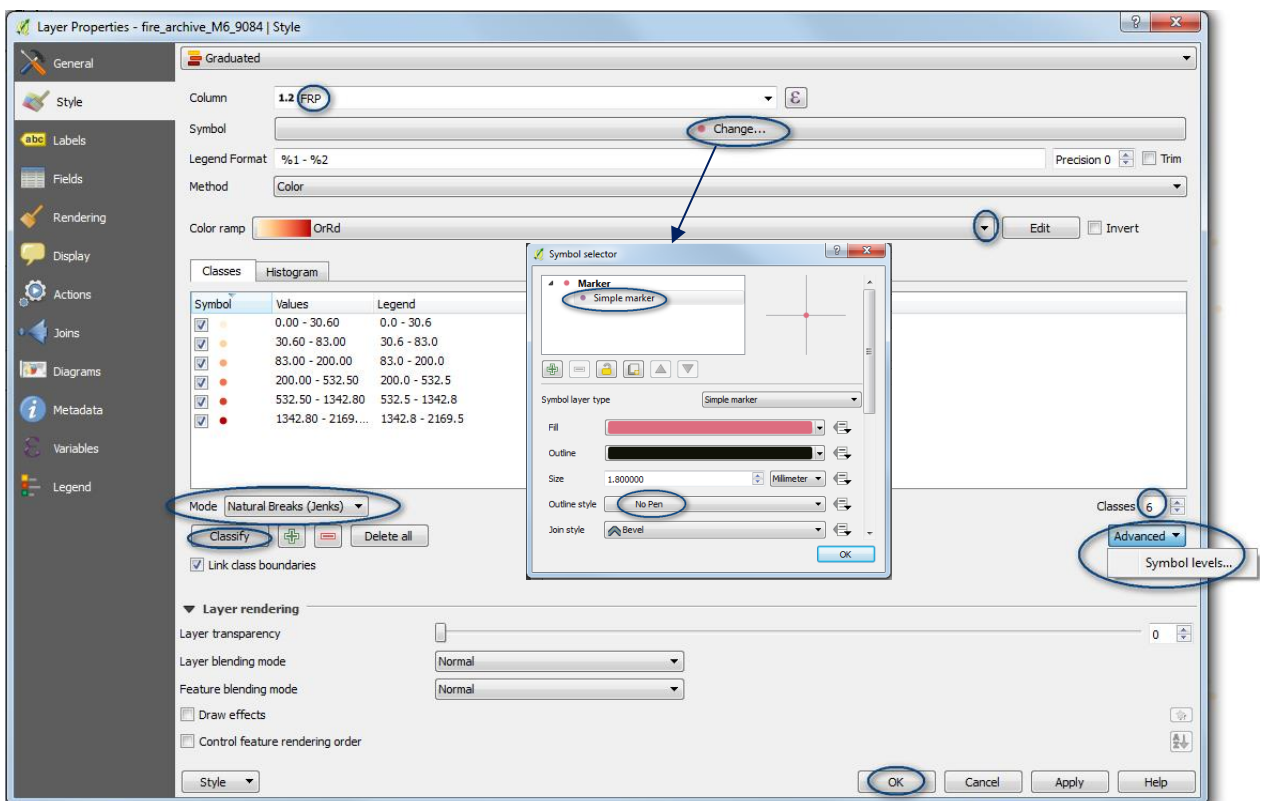 Layer Properties - fire_archive_M6_9084 | Style
General
Style
abc Labels
Fields
Rendering
Display
Actions
Joins
Diagrams
Metadata
Variables
Legend
Graduated
Column 1.2 FRP ε
Symbol Change...
Legend Format %1 - %2 Precision 0 Trim
Method Color
Color ramp OrRd Edit Invert
Classes Histogram
Symbol Values Legend
0.00 - 30.60 0.0 - 30.6
30.60 - 83.00 30.6 - 83.0
83.00 - 200.00 83.0 - 200.0
200.00 - 532.50 200.0 - 532.5
532.50 - 1342.80 532.5 - 1342.8
1342.80 - 2169.... 1342.8 - 2169.5
Mode Natural Breaks (Jenks) Classes 6
Classify Delete all Advanced
Symbol levels...
Link class boundaries
Layer rendering
Layer transparency 0
Layer blending mode Normal
Feature blending mode Normal
Draw effects
Control feature rendering order
Style OK Cancel Apply Help
Symbol selector
Marker
Simple marker
Symbol layer type Simple marker
Fill
Outline
Size 1.800000 Millimeter
Outline style No Pen
Join style Bevel
OK